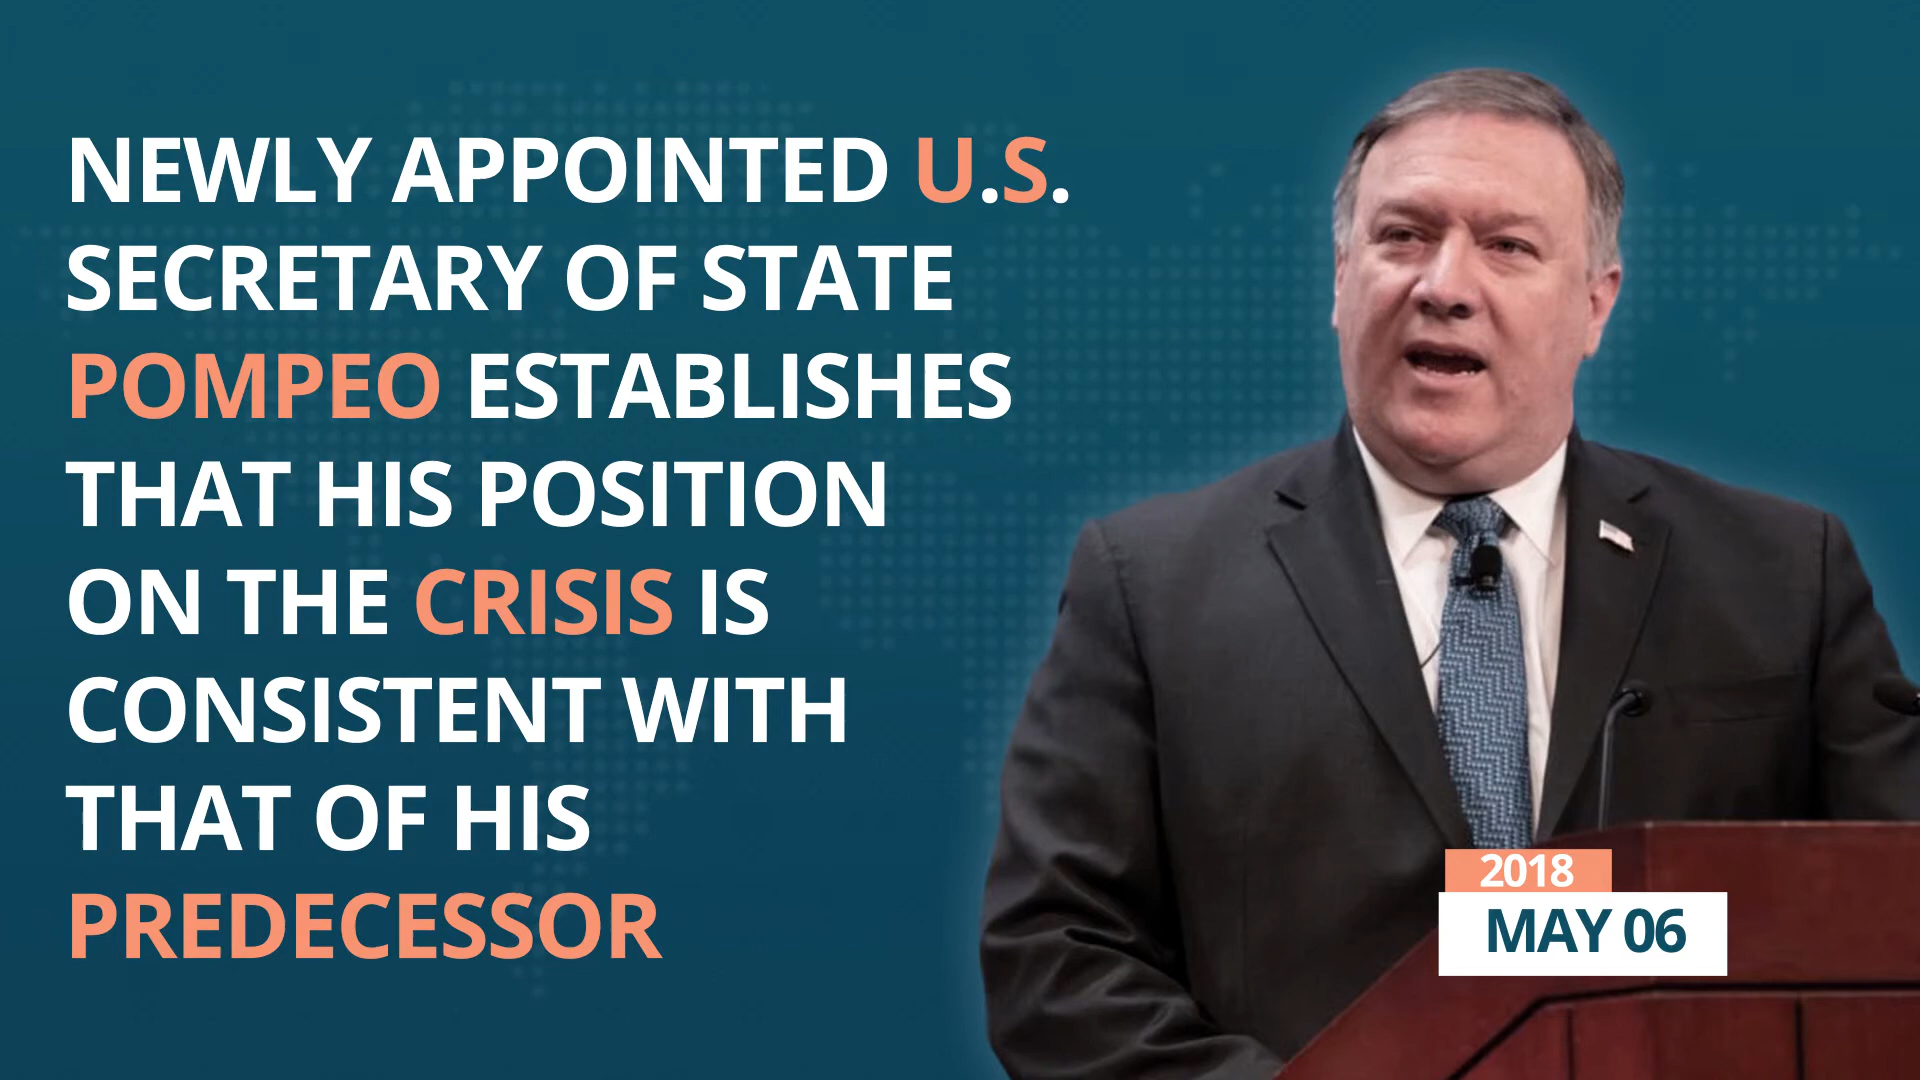 NEWLY APPOINTED U.S.
SECRETARY OF STATE
POMPEO ESTABLISHES
THAT HIS POSITION
ON THE CRISIS IS
CONSISTENT WITH
THAT OF HIS
PREDECESSOR
2018
MAY 06